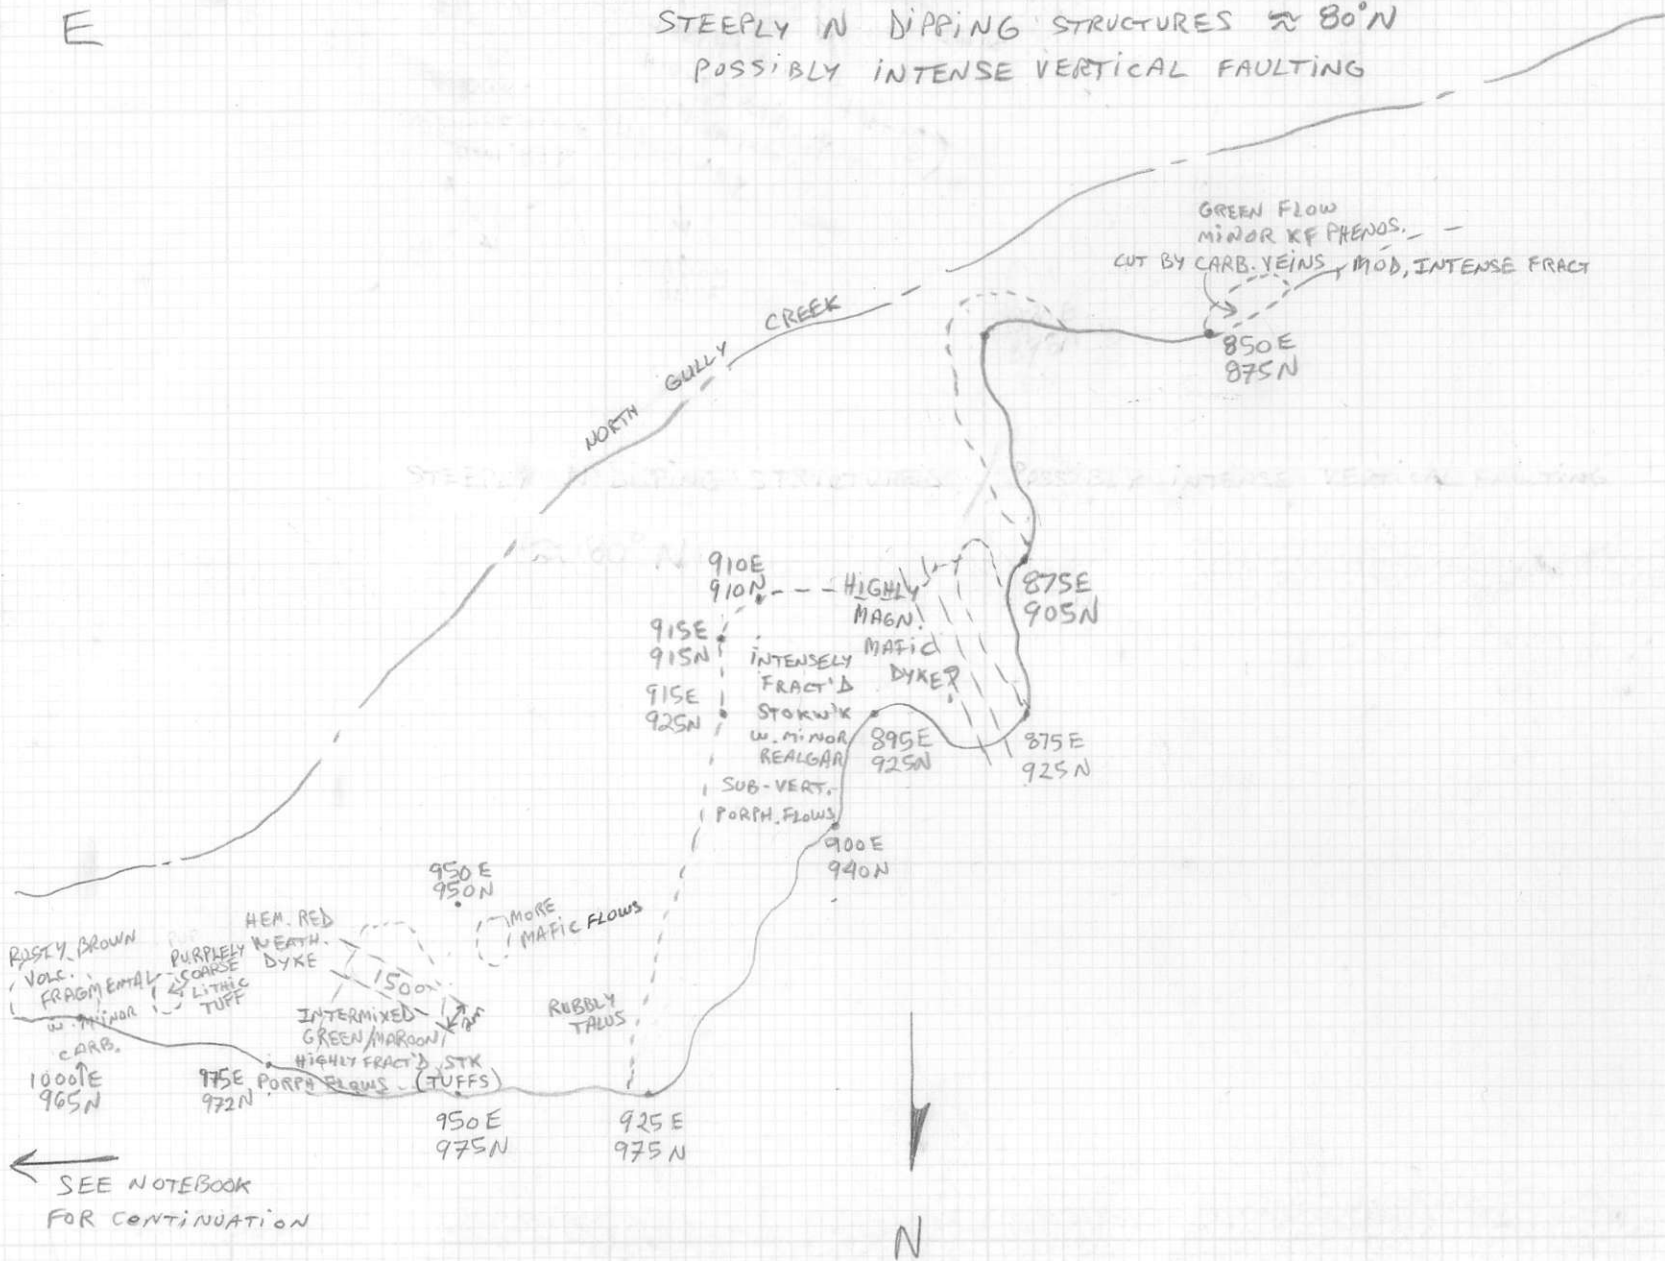 E
STEEPLY N DIPPING STRUCTURES ≈ 80°N
POSSIBLY INTENSE VERTICAL FAULTING
GREEN FLOW
MINOR KF PHENOS.
CUT BY CARB. VEINS, MOD, INTENSE FRACT
850E
875N
NORTH GULLY CREEK
910E
910N
HIGHLY
MAGN.
MAFIC
DYKE?
875E
905N
915E
915N
INTENSELY
FRACT'D
STOKW'K
W. MINOR
REALGAR
SUB-VERT.
PORPH. FLOWS
915E
925N
895E
925N
875E
925N
900E
940N
950E
950N
MORE
MAFIC FLOWS
HEM. RED
WEATH.
DYKE
ROSTY BROWN
VOLC.
FRAGMENTAL
W. MINOR
CARB.
PURPLELY
COARSE
LITHIC
TUFF
1500x
2m
INTERMIXED
GREEN/MAROON
HIGHLY FRACT'D, STK
PORPH FLOWS (TUFFS)
RUBBLY
TALUS
1000E
965N
975E
972N
950E
975N
925E
975N
SEE NOTEBOOK
FOR CONTINUATION
N